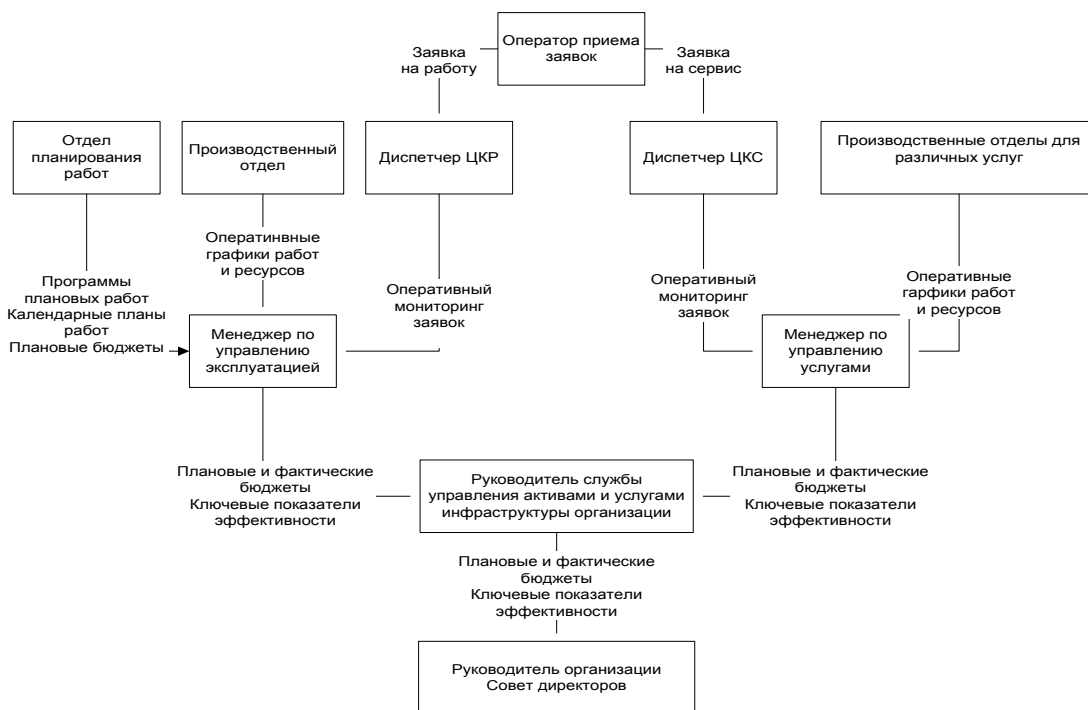 Оператор приема
заявок
Заявка
на работу
Заявка
на сервис
Отдел
планирования
работ
Производственный
отдел
Диспетчер ЦКР
Диспетчер ЦКС
Производственные отделы для
различных услуг
Оперативнвные
графики работ
и ресурсов
Программы
плановых работ
Календарные планы
работ
Плановые бюджеты
Оперативный
мониторинг
заявок
Оперативный
мониторинг
заявок
Оперативные
гарфики работ
и ресурсов
Менеджер по
управлению
эксплуатацией
Менеджер по
управлению
услугами
Плановые и фактические
бюджеты
Ключевые показатели
эффективности
Руководитель службы
управления активами и услугами
инфраструктуры организации
Плановые и фактические
бюджеты
Ключевые показатели
эффективности
Плановые и фактические
бюджеты
Ключевые показатели
эффективности
Руководитель организации
Совет директоров